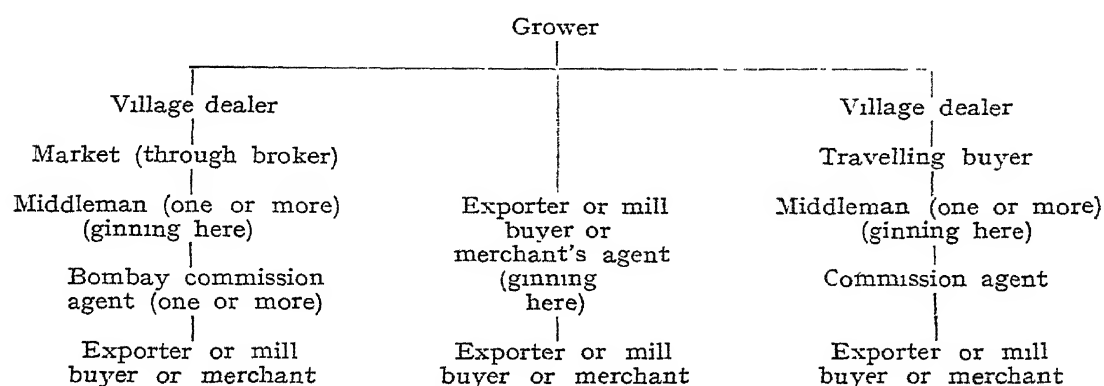 Grower
Village dealer
Market (through broker)
Middleman (one or more)
(ginning here)
Bombay commission
agent (one or more)
Exporter or mill
buyer or merchant
Exporter or mill
buyer or
merchant's agent
(ginning
here)
Exporter or mill
buyer or merchant
Village dealer
Travelling buyer
Middleman (one or more)
(ginning here)
Commission agent
Exporter or mill
buyer or merchant